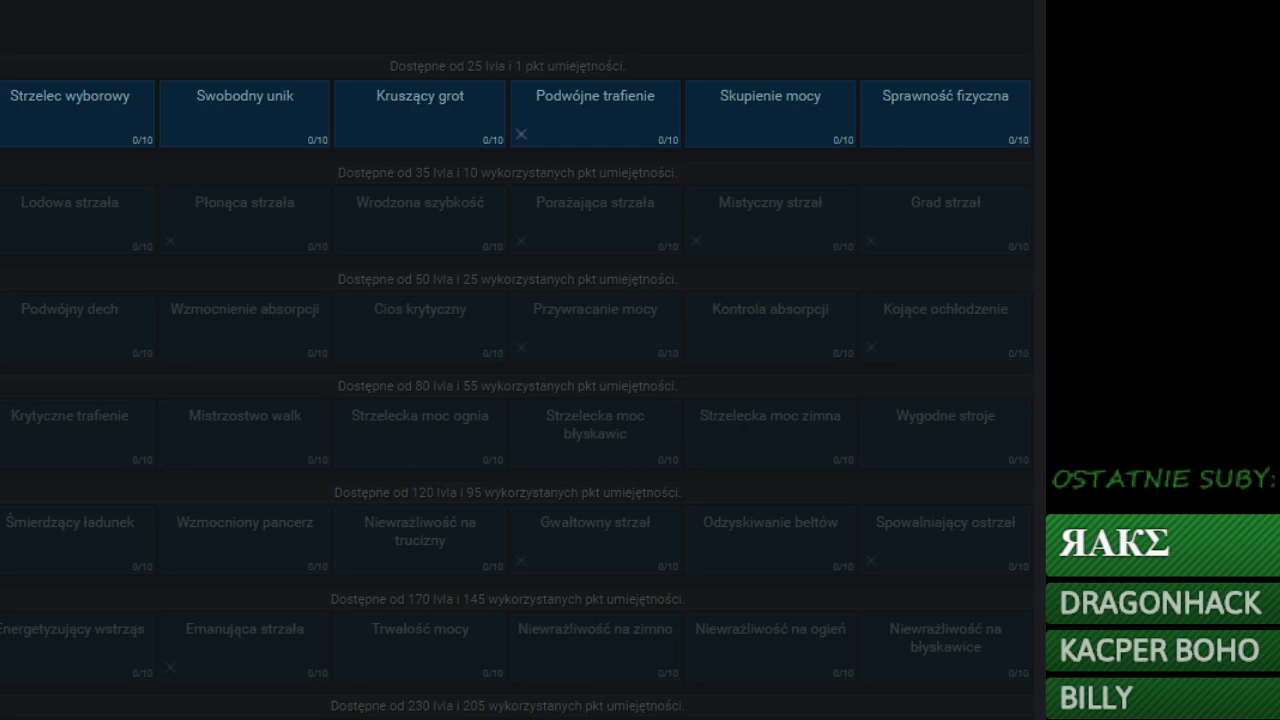 Dostępne od 25 lvla i 1 pkt umiejętności.
Strzelec wyborowy Swobodny unik Kruszący grot Podwójne trafienie Skupienie mocy Sprawność fizyczna
0/10 0/10 0/10 0/10 0/10 0/10
Dostępne od 35 lvla i 10 wykorzystanych pkt umiejętności.
Lodowa strzała Płonąca strzała Wrodzona szybkość Porażająca strzała Mistyczny strzał Grad strzał
0/10 0/10 0/10 0/10 0/10 0/10
Dostępne od 50 lvla i 25 wykorzystanych pkt umiejętności.
Podwójny dech Wzmocnienie absorpcji Cios krytyczny Przywracanie mocy Kontrola absorpcji Kojące ochłodzenie
0/10 0/10 0/10 0/10 0/10 0/10
Dostępne od 80 lvla i 55 wykorzystanych pkt umiejętności.
Krytyczne trafienie Mistrzostwo walk Strzelecka moc ognia Strzelecka moc Strzelecka moc zimna Wygodne stroje
błyskawic
0/10 0/10 0/10 0/10 0/10 0/10
Dostępne od 120 lvla i 95 wykorzystanych pkt umiejętności.
Śmierdzący ładunek Wzmocniony pancerz Niewrażliwość na Gwałtowny strzał Odzyskiwanie bełtów Spowalniający ostrzał
trucizny
0/10 0/10 0/10 0/10 0/10 0/10
Dostępne od 170 lvla i 145 wykorzystanych pkt umiejętności.
Energetyzujący wstrząs Emanująca strzała Trwałość mocy Niewrażliwość na zimno Niewrażliwość na ogień Niewrażliwość na
błyskawice
0/10 0/10 0/10 0/10 0/10 0/10
Dostępne od 230 lvla i 205 wykorzystanych pkt umiejętności.
OSTATNIE SUBY:
ЯAKΣ
DRAGONHACK
KACPER BOHO
BILLY